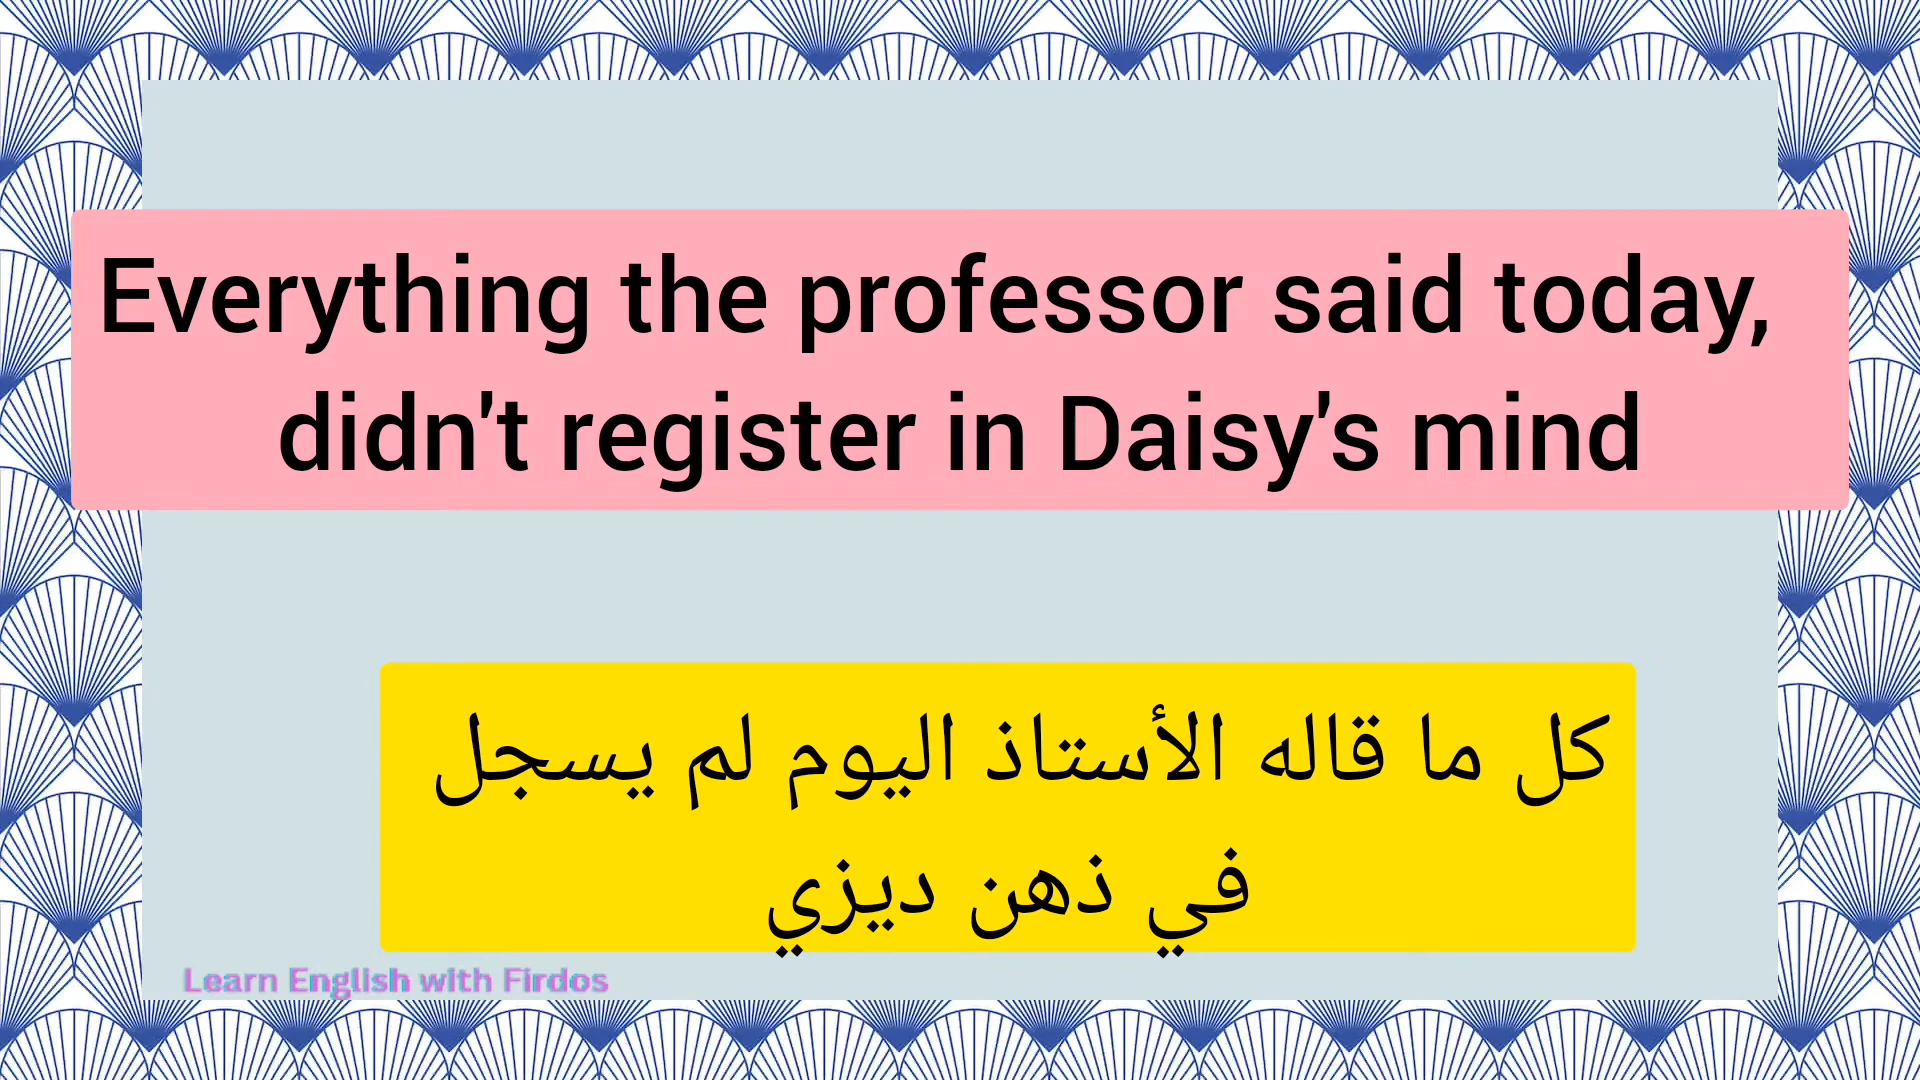 Everything the professor said today,
didn't register in Daisy's mind
كل ما قاله الأستاذ اليوم لم يسجل
في ذهن ديزي
Learn English with Firdos